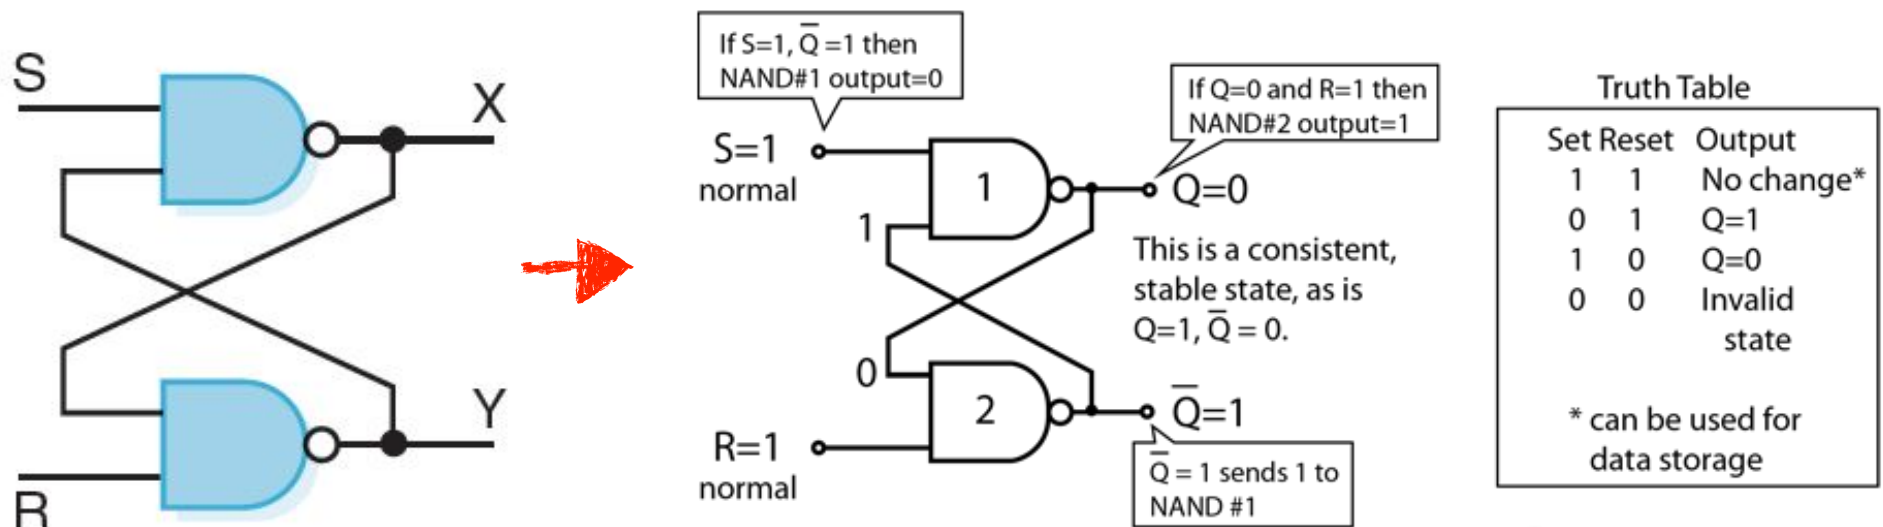 S
X
Y
R
If S=1, Q̅ =1 then
NAND#1 output=0
If Q=0 and R=1 then
NAND#2 output=1
S=1
normal
1
1
Q=0
This is a consistent,
stable state, as is
Q=1, Q̅ = 0.
0
2
Q̅=1
R=1
normal
Q̅ = 1 sends 1 to
NAND #1
Truth Table
Set Reset Output
1 1 No change*
0 1 Q=1
1 0 Q=0
0 0 Invalid
state
* can be used for
data storage